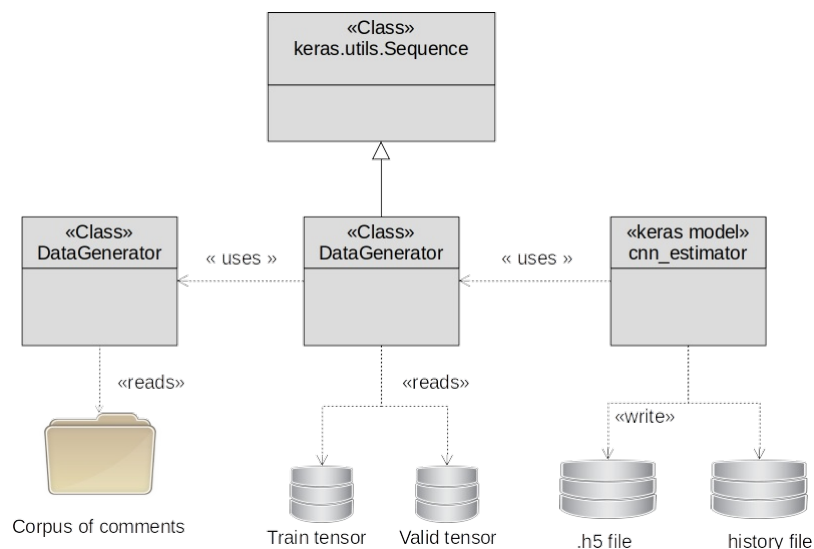 «Class»
keras.utils.Sequence
«Class»
DataGenerator
« uses »
«Class»
DataGenerator
« uses »
«keras model»
cnn_estimator
«reads»
«reads»
«write»
Corpus of comments
Train tensor
Valid tensor
.h5 file
history file